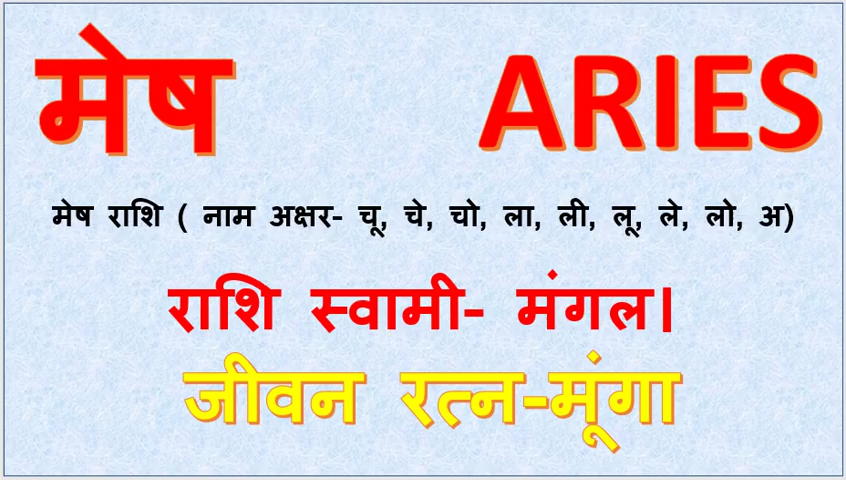 मेष ARIES
मेष राशि ( नाम अक्षर- चू, चे, चो, ला, ली, लू, ले, लो, अ)
राशि स्वामी- मंगल।
जीवन रत्न-मूंगा